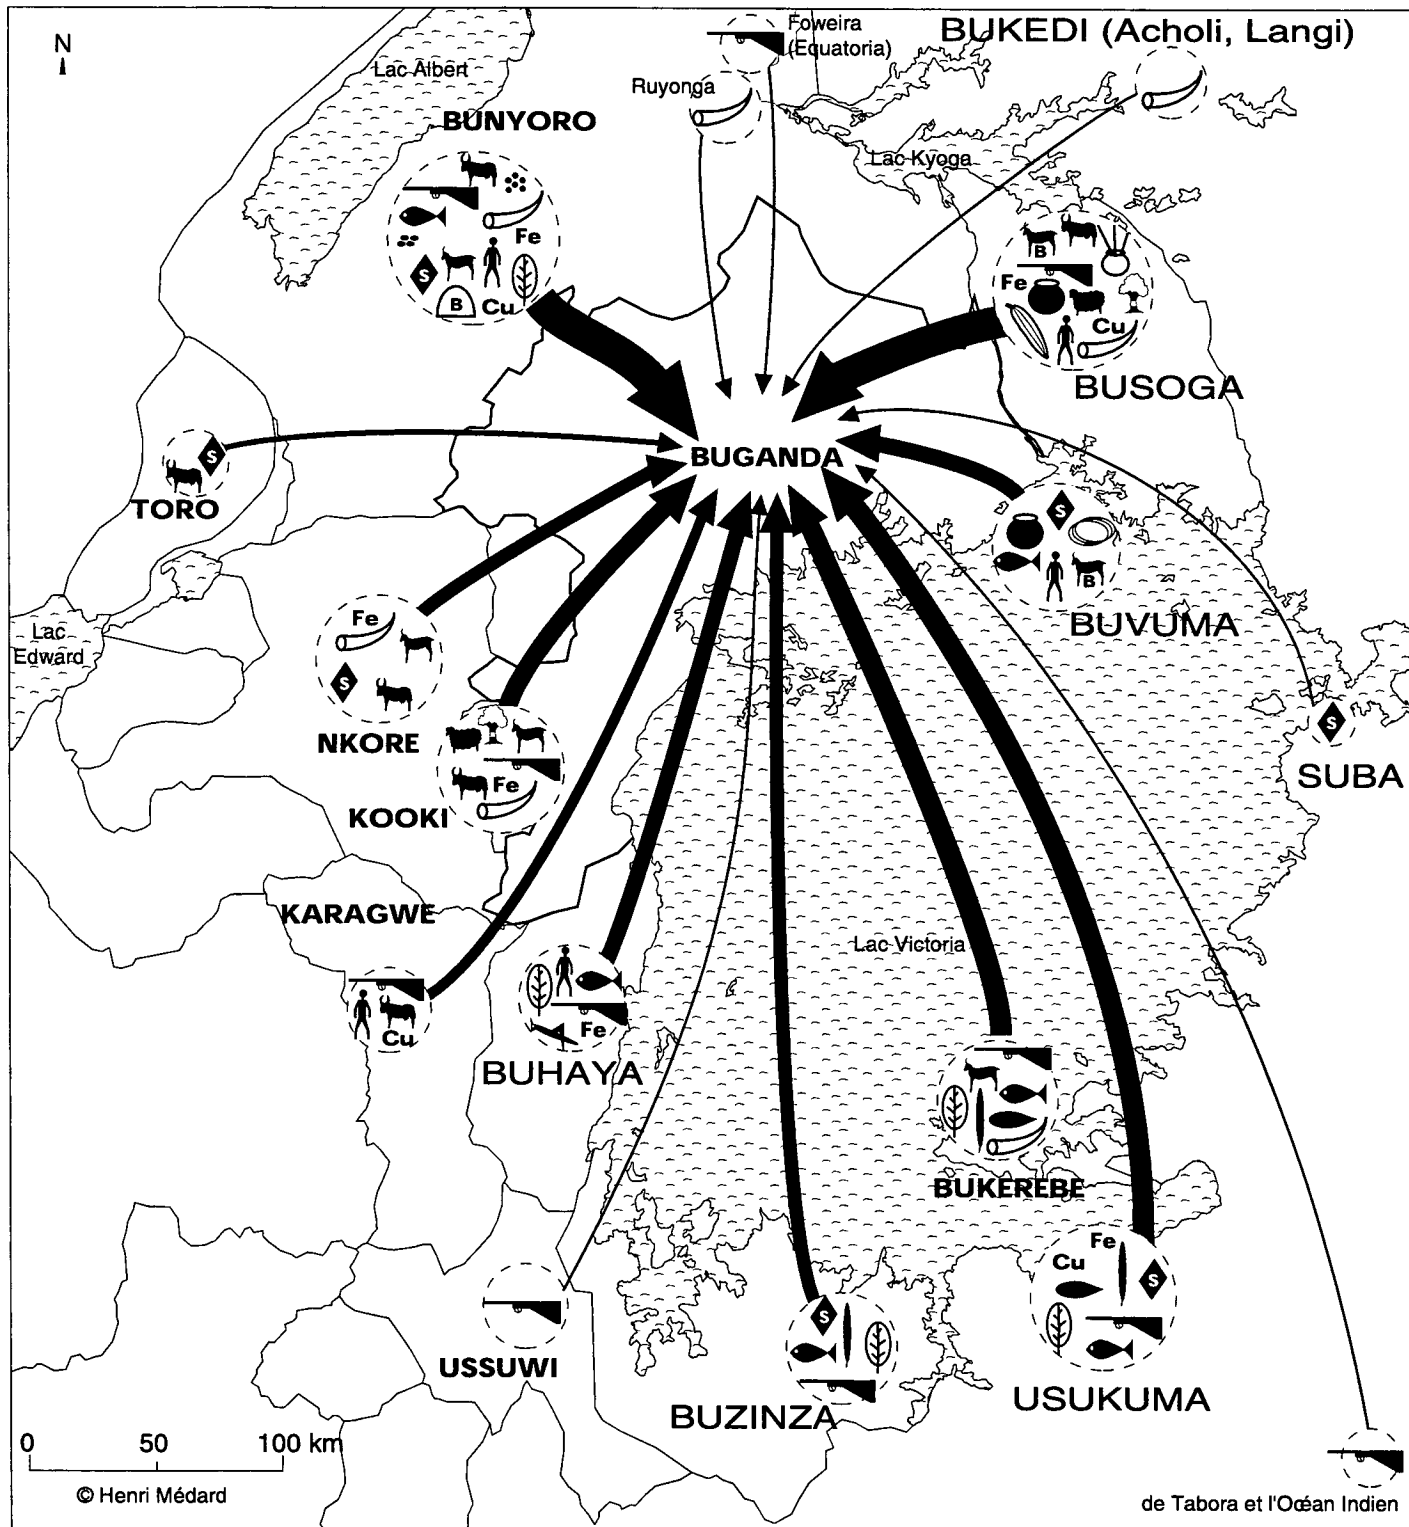 N
Foweira
(Equatoria)
BUKEDI (Acholi, Langi)
Lac Albert
Ruyonga
BUNYORO
Lac Kyoga
Fe
S
B
Cu
B
Fe
Cu
BUSOGA
S
TORO
BUGANDA
S
B
BUVUMA
Fe
S
NKORE
Lac
Edward
S
SUBA
Fe
KOOKI
KARAGWE
Cu
Lac Victoria
Fe
BUHAYA
BUKEREBE
Fe
Cu
S
USUKUMA
USSUWI
S
BUZINZA
0 50 100 km
© Henri Médard
de Tabora et l'Océan Indien